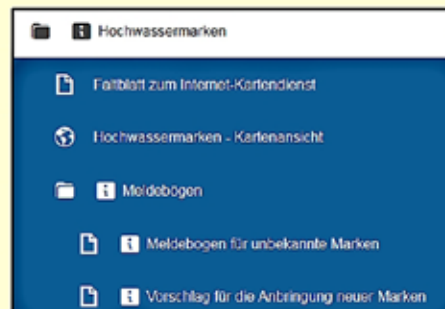 Hochwassermarken
Faltblatt zum Internet-Kartendienst
Hochwassermarken - Kartenansicht
Meldebögen
Meldebogen für unbekannte Marken
Vorschlag für die Anbringung neuer Marken